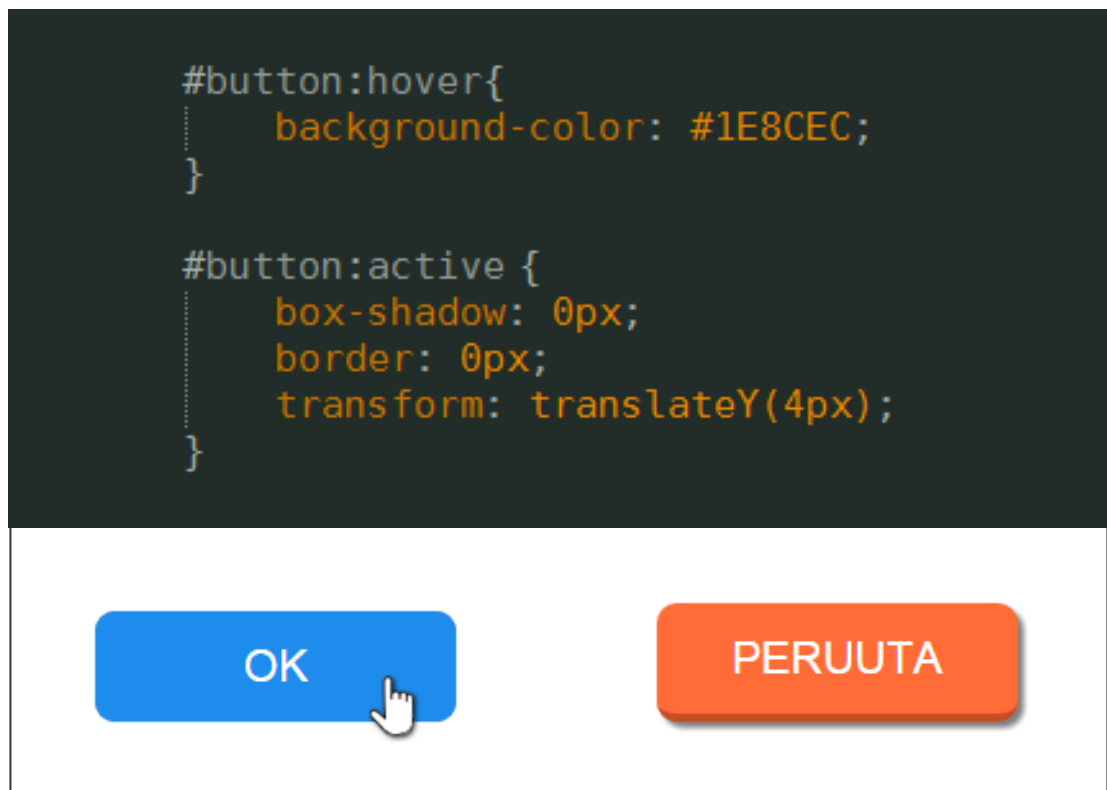 #button:hover{
background-color: #1E8CEC;
}
#button:active {
box-shadow: 0px;
border: 0px;
transform: translateY(4px);
}
OK
PERUUTA